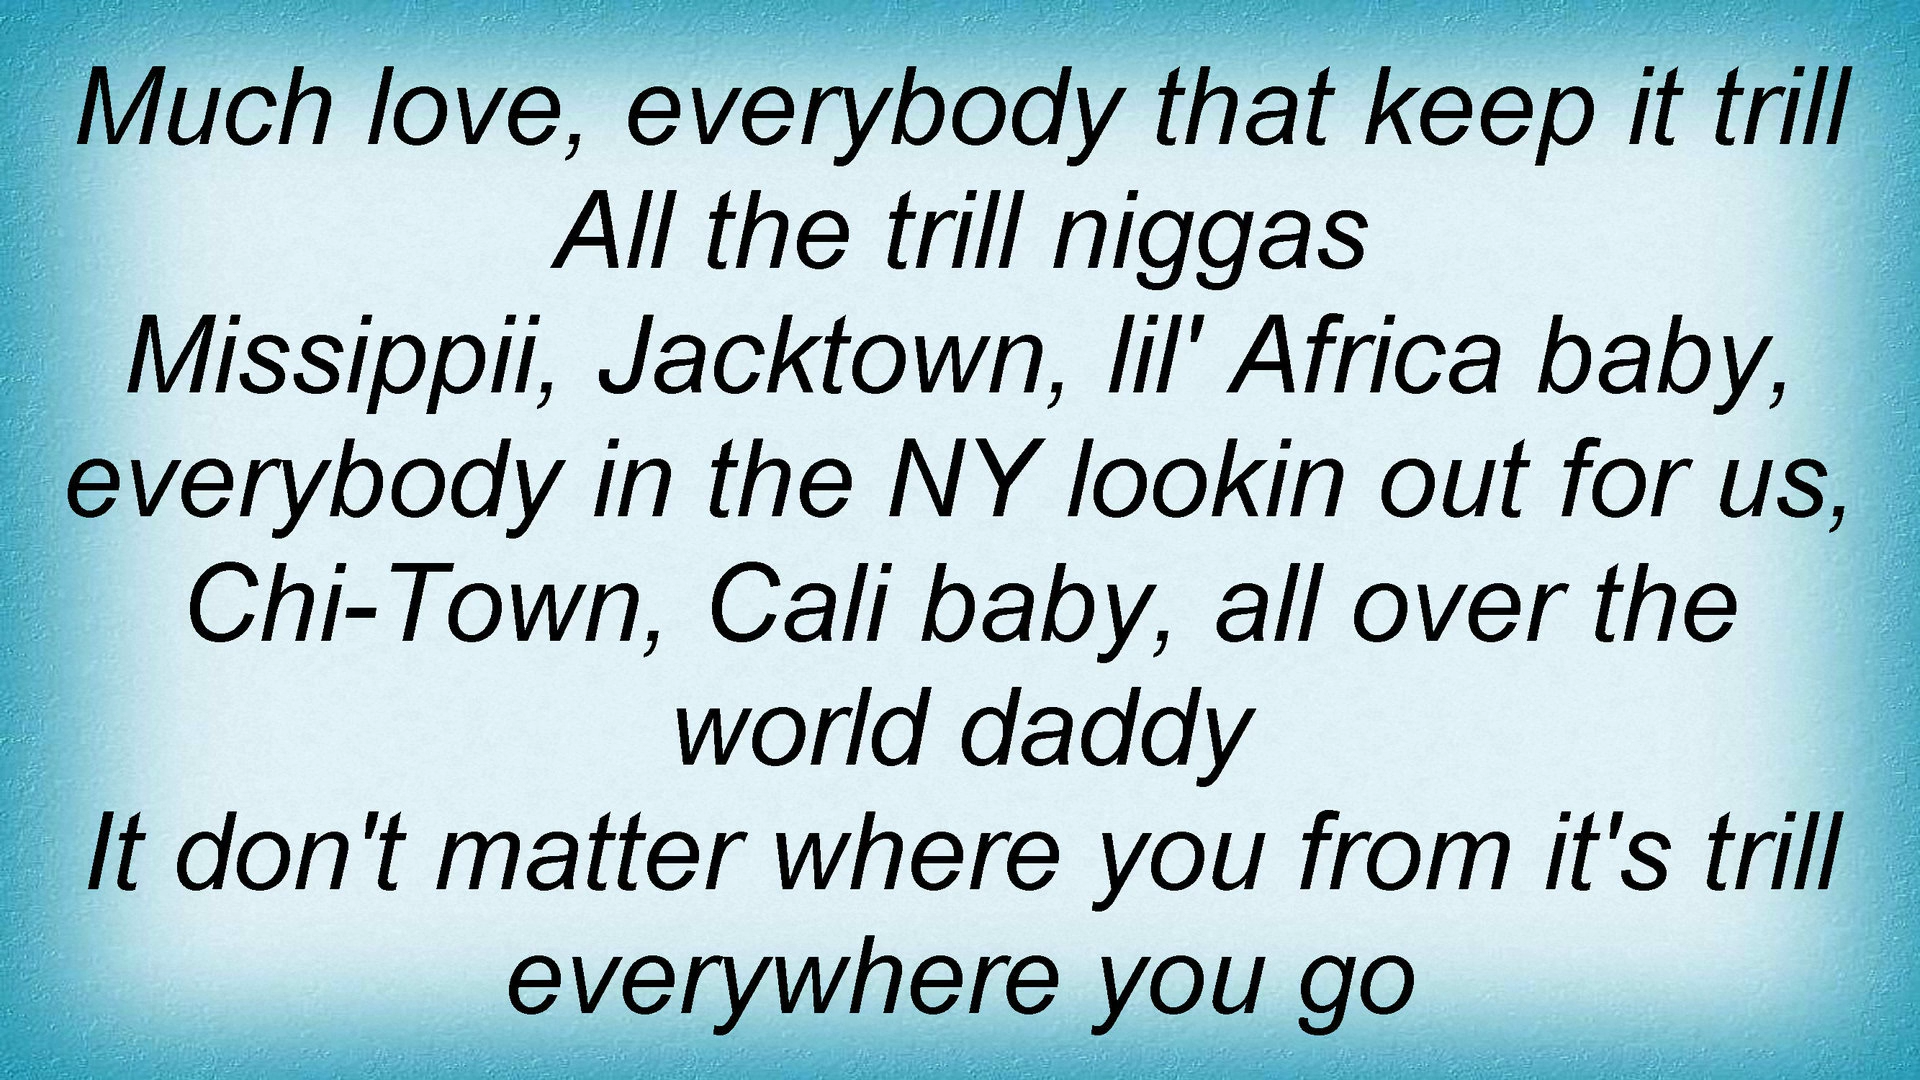 Much love, everybody that keep it trill
All the trill niggas
Missippii, Jacktown, lil' Africa baby,
everybody in the NY lookin out for us,
Chi-Town, Cali baby, all over the
world daddy
It don't matter where you from it's trill
everywhere you go